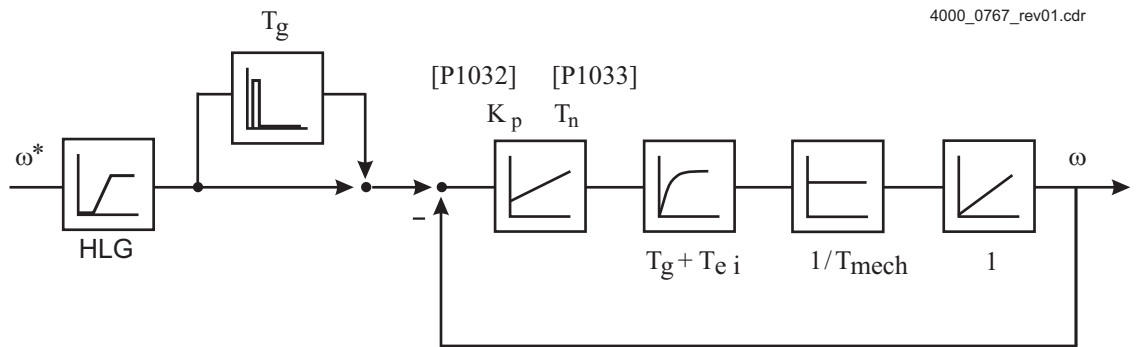 4000_0767_rev01.cdr
Tg
[P1032] [P1033]
Kp Tn
ω* ω
HLG
−
Tg + Te i 1/Tmech 1